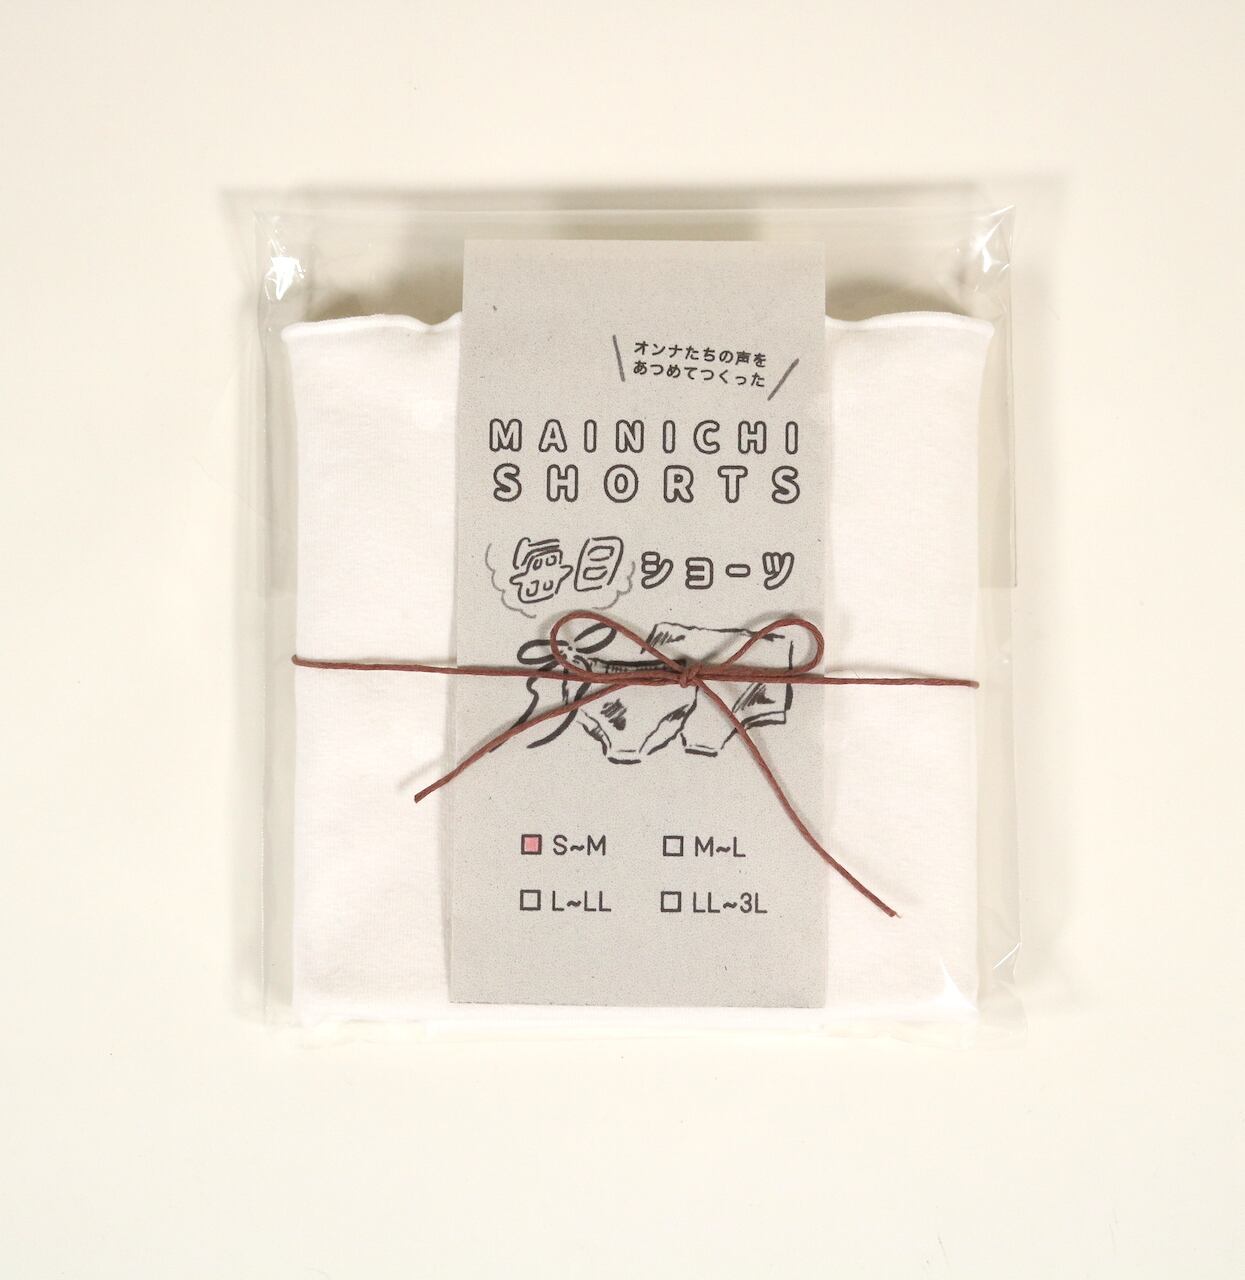 オンナたちの声を
あつめてつくった
MAINICHI
SHORTS
毎日ショーツ
S~M
M~L
L~LL
LL~3L